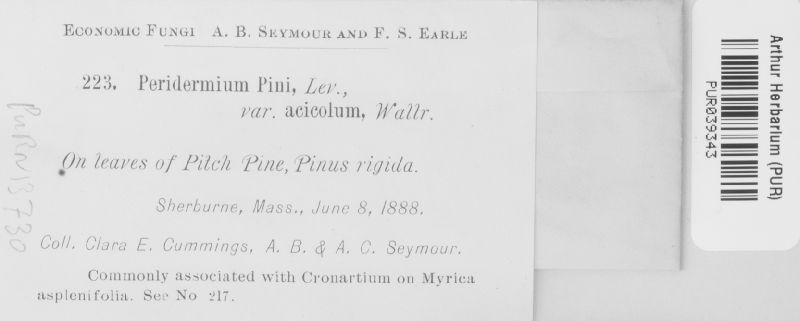 ECONOMIC FUNGI A. B. SEYMOUR AND F. S. EARLE
223. Peridermium Pini, Lev.,
var. acicolum, Wallr.
On leaves of Pitch Pine, Pinus rigida.
Sherburne, Mass., June 8, 1888.
Coll. Clara E. Cummings, A. B. & A. C. Seymour.
Commonly associated with Cronartium on Myrica
asplenifolia. See No 217.
Arthur Herbarium (PUR)
PUR039343